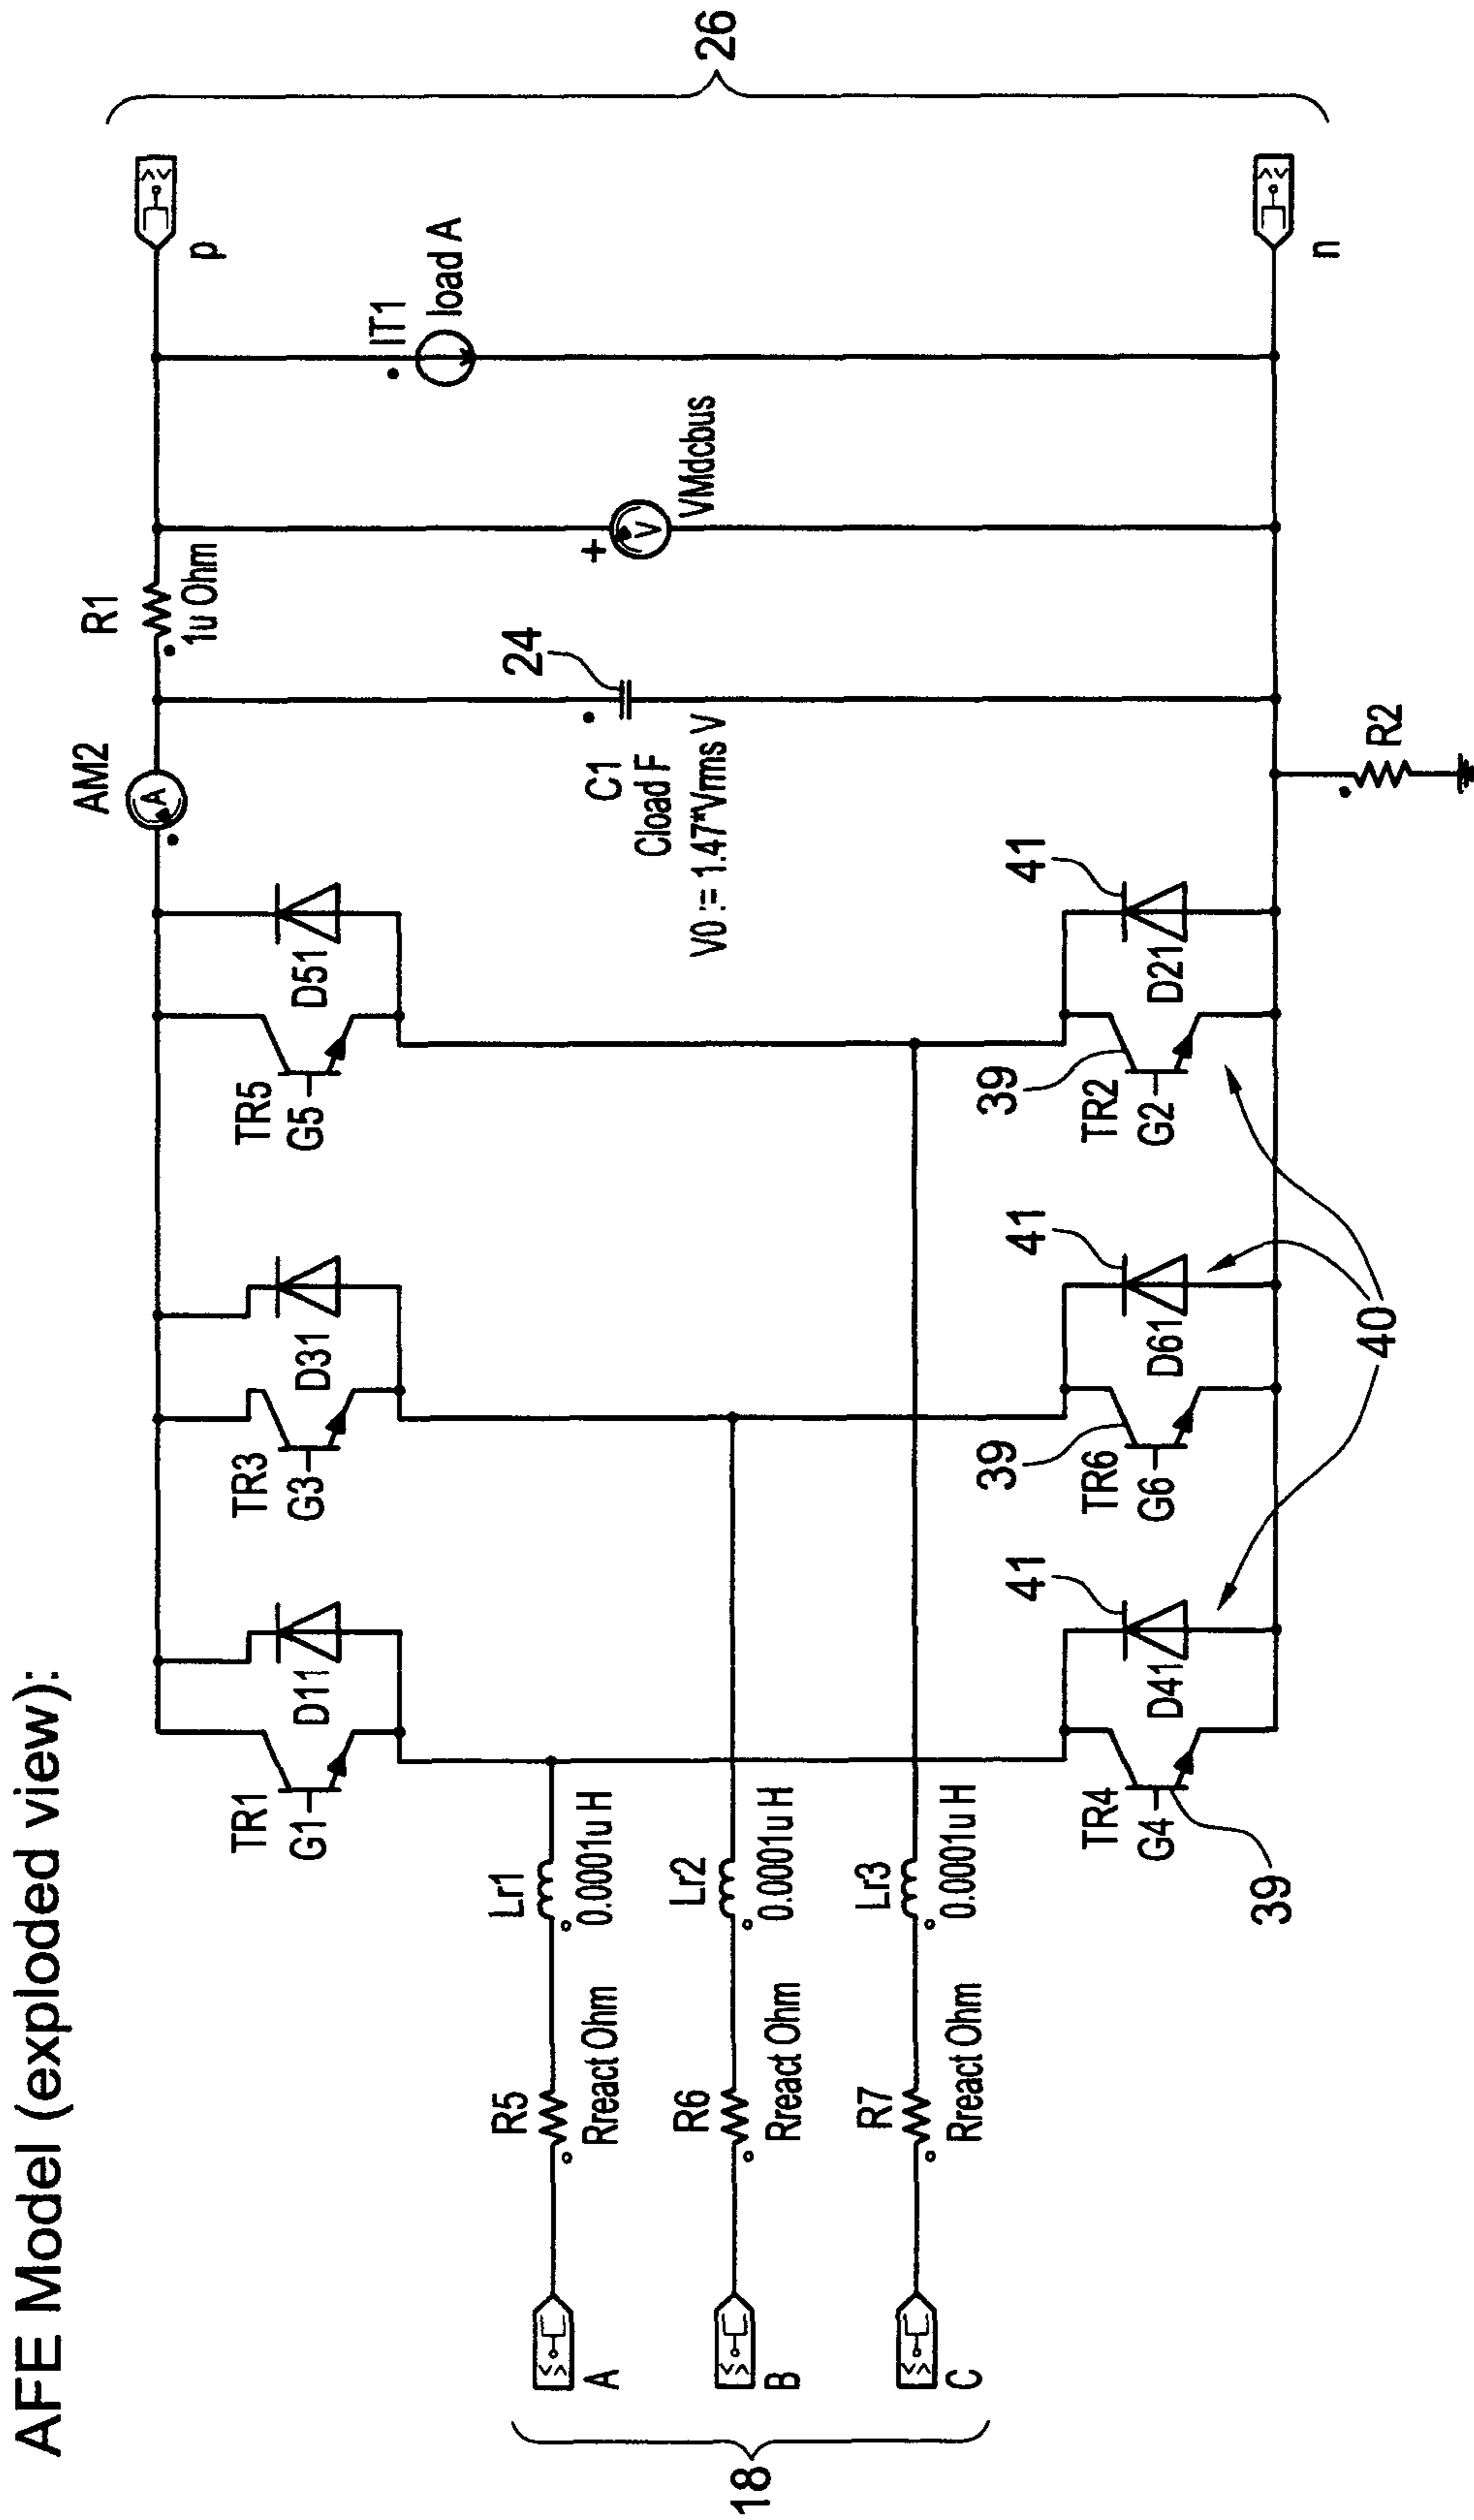 AFE Model (exploded view):
18
A
B
C
R5
Rreact Ohm
R6
Rreact Ohm
R7
Rreact Ohm
Lr1
0.0001u H
Lr2
0.0001u H
Lr3
0.0001u H
TR1
G1
D11
TR3
G3
D31
TR5
G5
D51
TR4
G4
D41
39
41
TR6
G6
D61
39
41
TR2
G2
D21
39
41
40
AM2
A
R1
1u Ohm
C1
Cload F
V0 := 1.47*Vrms V
24
R2
+
V
VMdcbus
IT1
load A
p
n
26